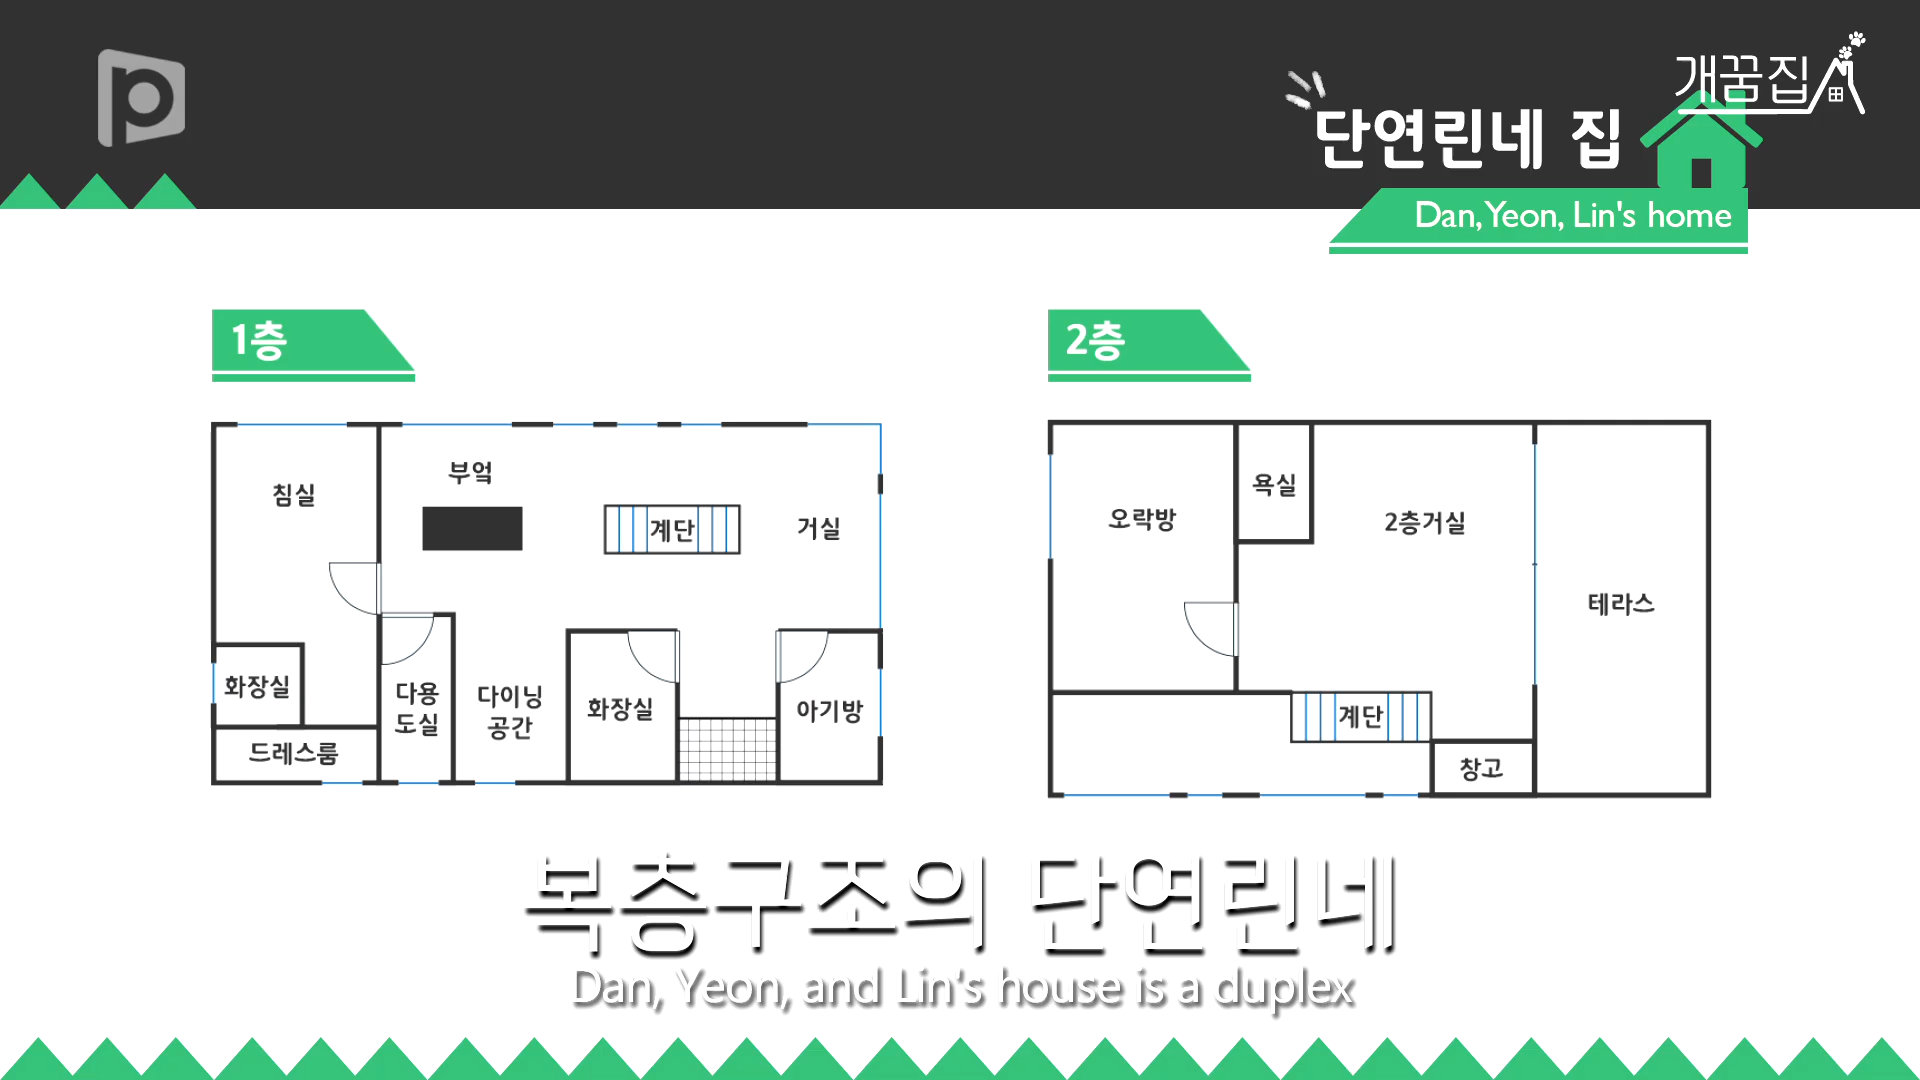 개꿈집
단연린네 집
Dan, Yeon, Lin's home
1층
2층
침실
부엌
계단
거실
화장실
드레스룸
다용
도실
다이닝
공간
화장실
아기방
오락방
욕실
2층거실
테라스
계단
창고
복층구조의 단연린네
Dan, Yeon, and Lin's house is a duplex